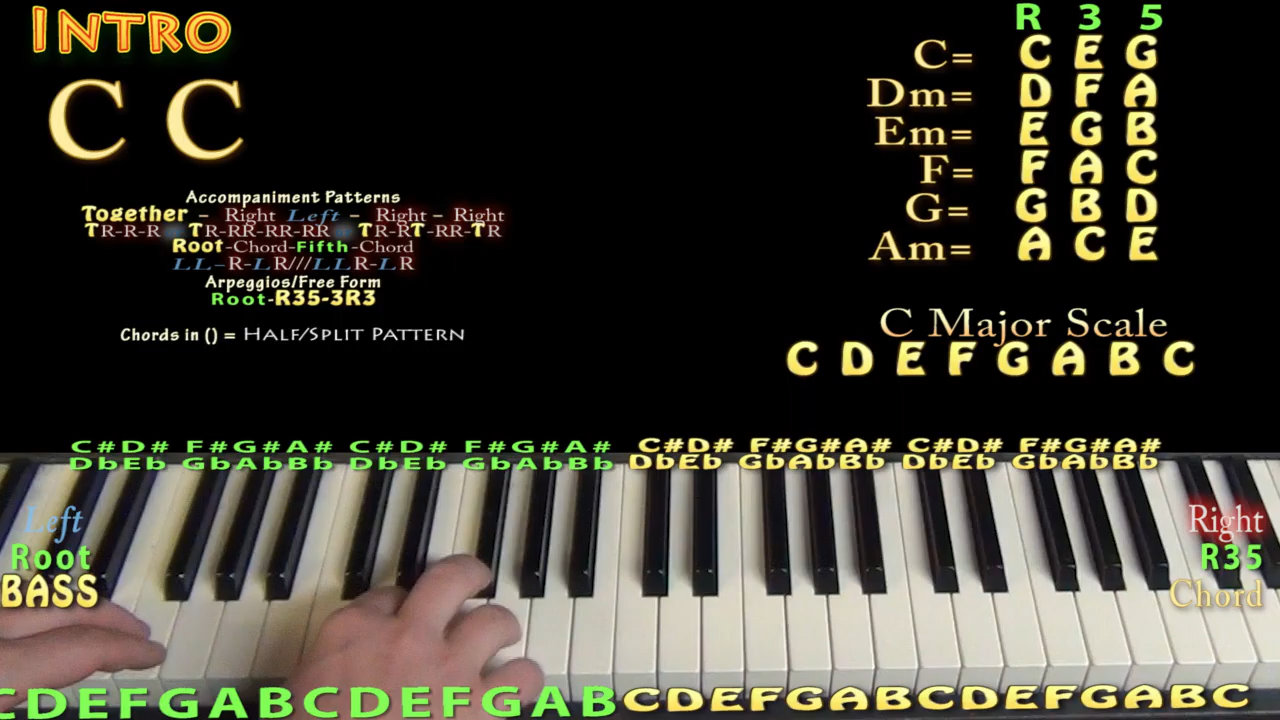 INTRO
C C
Accompaniment Patterns
Together - Right Left - Right - Right
TR-R-R TR-RR-RR-RR TR-RT-RR-TR
Root-Chord-Fifth-Chord
LL-R-LR///LLR-LR
Arpeggios/Free Form
Root-R35-3R3
Chords in () = HALF/SPLIT PATTERN
R 3 5
C= C E G
Dm= D F A
Em= E G B
F= F A C
G= G B D
Am= A C E
C Major Scale
C D E F G A B C
C#D# F#G#A# C#D# F#G#A# C#D# F#G#A# C#D# F#G#A#
DbEb GbAbBb DbEb GbAbBb DbEb GbAbBb DbEb GbAbBb
Left
Root
BASS
Right
R35
Chord
CDEFGABCDEFGABCDEFGABCDEFGABC